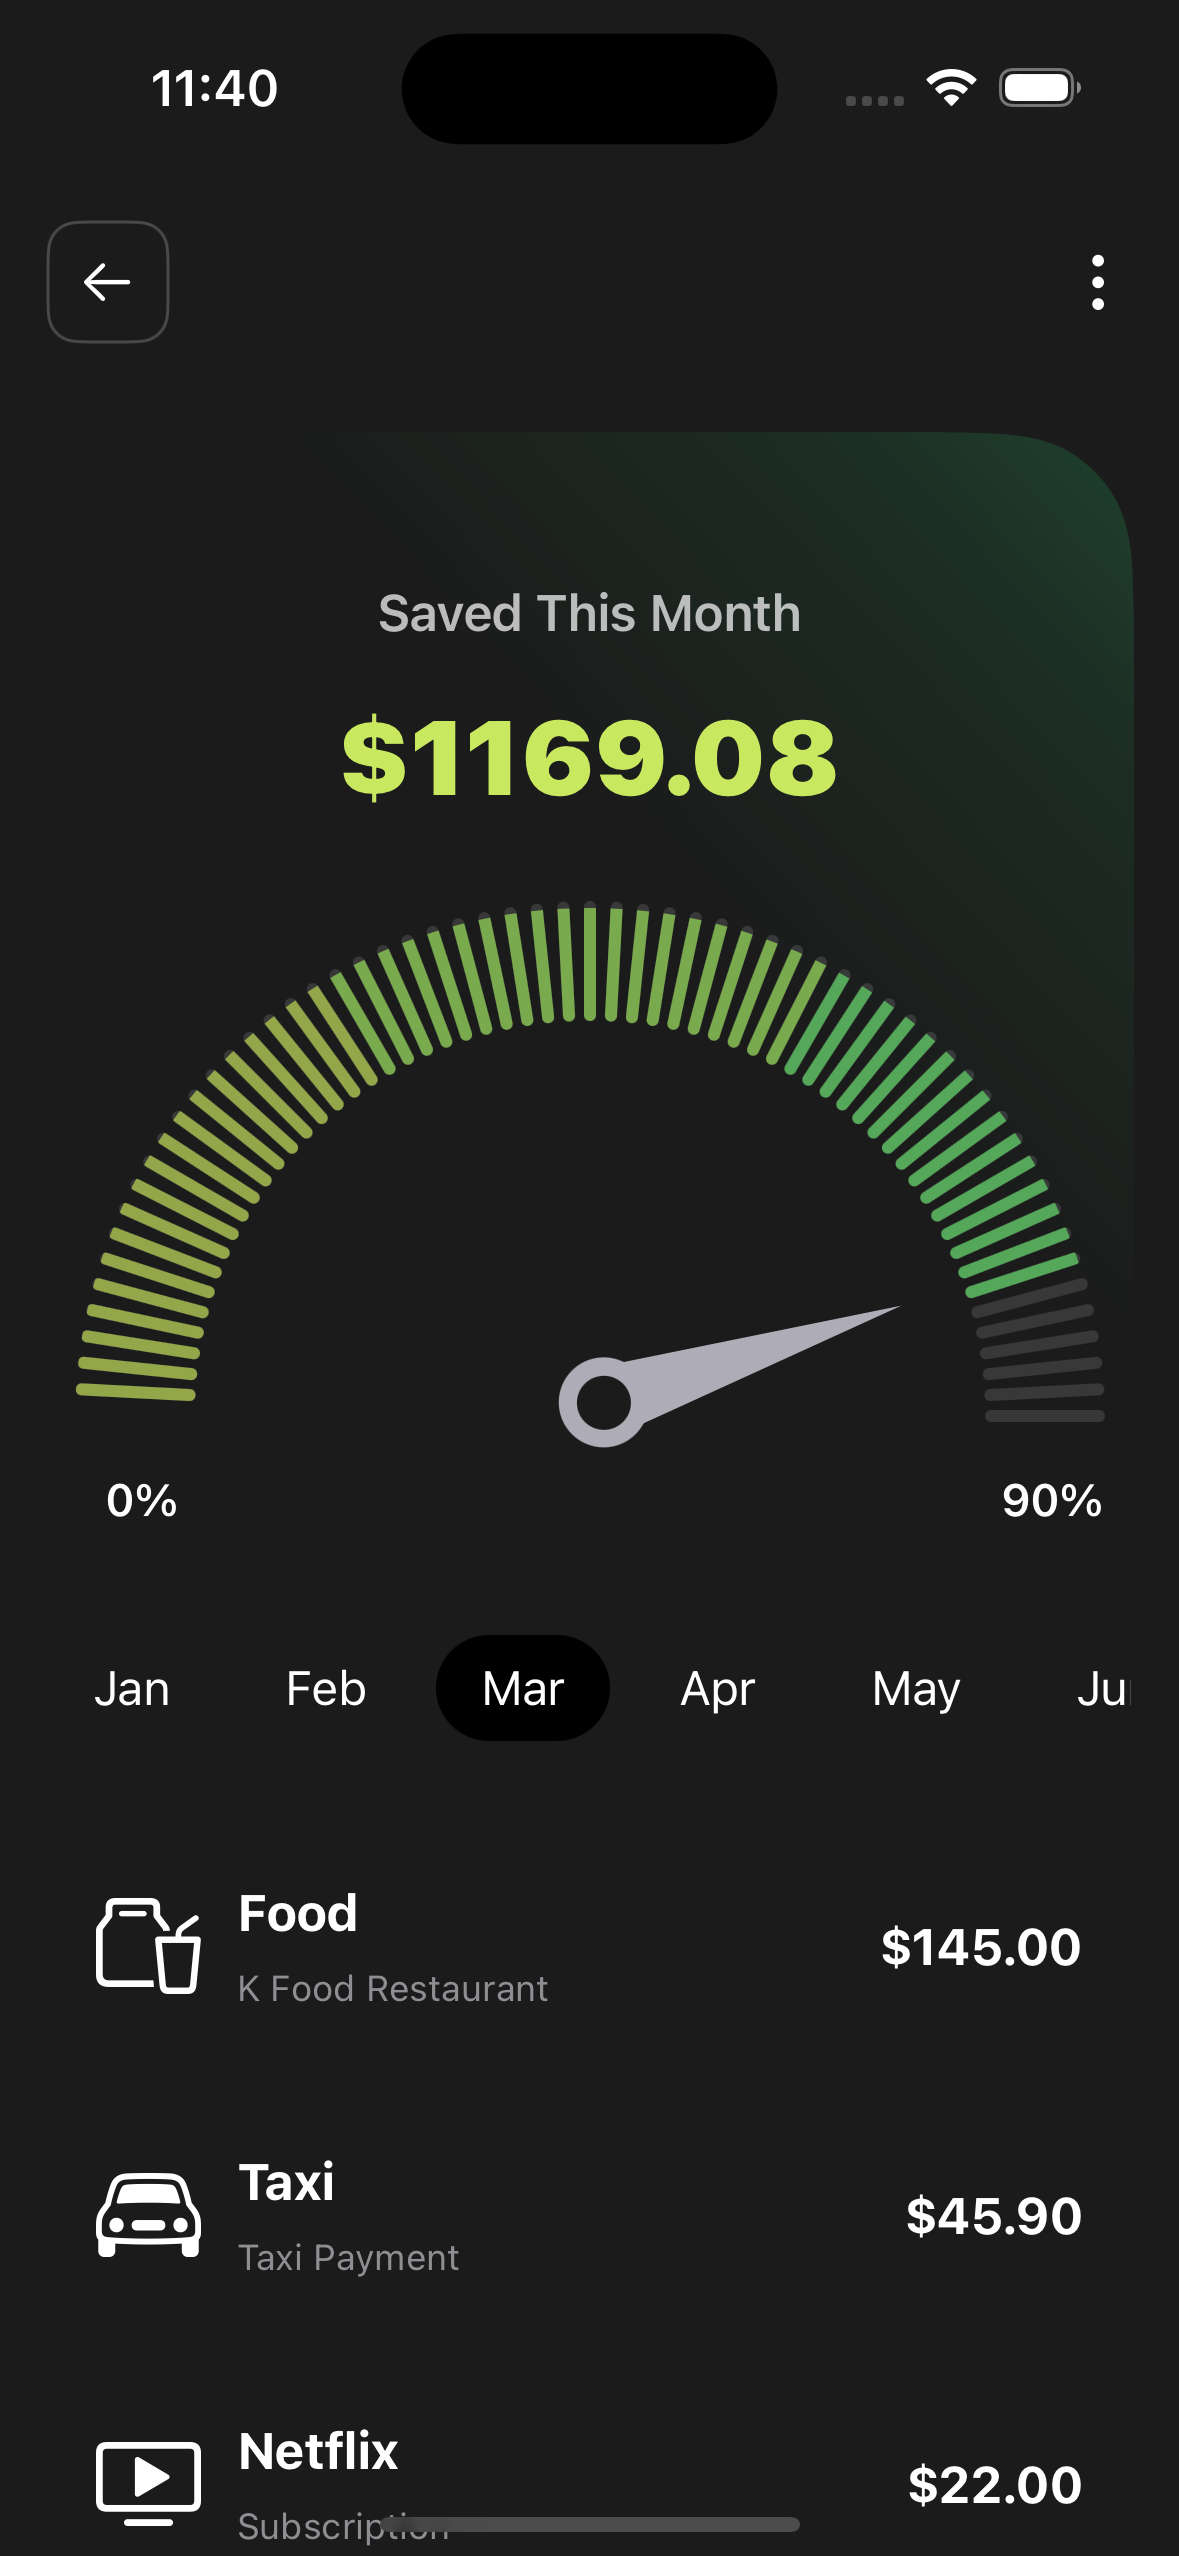 11:40
Saved This Month
$1169.08
0%
90%
Jan Feb Mar Apr May
Food
K Food Restaurant
$145.00
Taxi
Taxi Payment
$45.90
Netflix
Subscription
$22.00